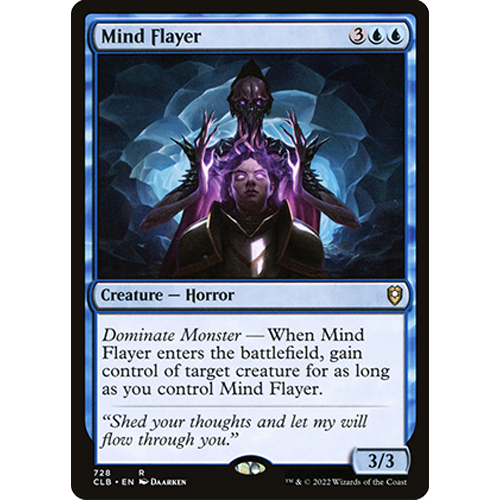 Mind Flayer 3
Creature — Horror
Dominate Monster — When Mind
Flayer enters the battlefield, gain
control of target creature for as long
as you control Mind Flayer.
“Shed your thoughts and let my will
flow through you.”
3/3
728 R
CLB • EN DAARKEN
™ & © 2022 Wizards of the Coast